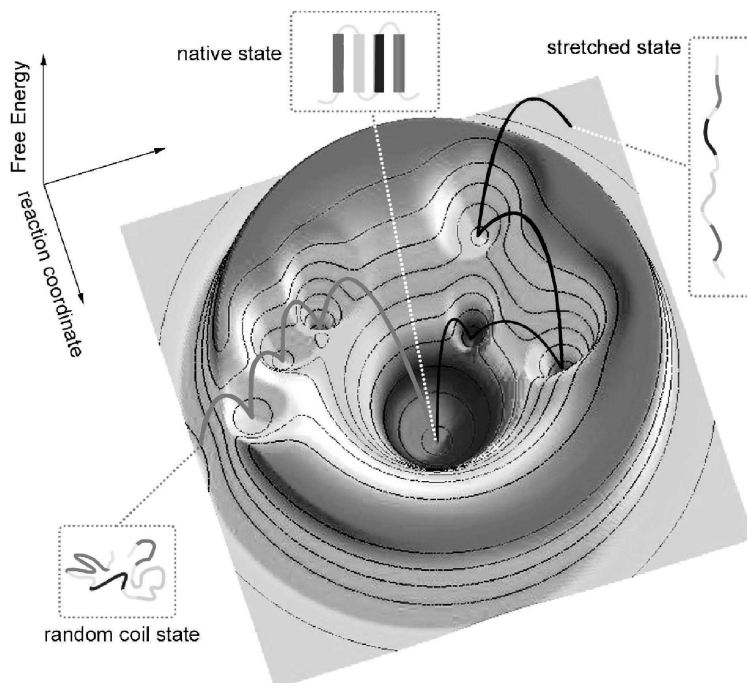 native state
stretched state
Free Energy
reaction coordinate
random coil state